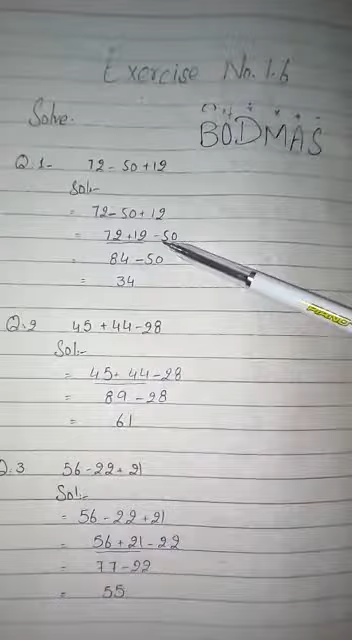 Exercise No. 1.6
Solve.
BODMAS
Q.1- 72-50+12
Sol:-
= 72-50+12
= 72+12-50
= 84-50
= 34
Q.2 45+44-28
Sol:-
= 45+44-28
= 89-28
= 61
Q.3 56-22+21
Sol:-
= 56-22+21
= 56+21-22
= 77-22
= 55